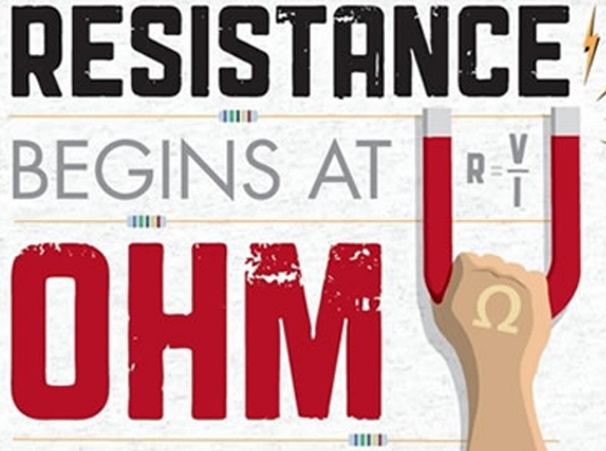 RESISTANCE
BEGINS AT
R=V/I
OHM
Ω